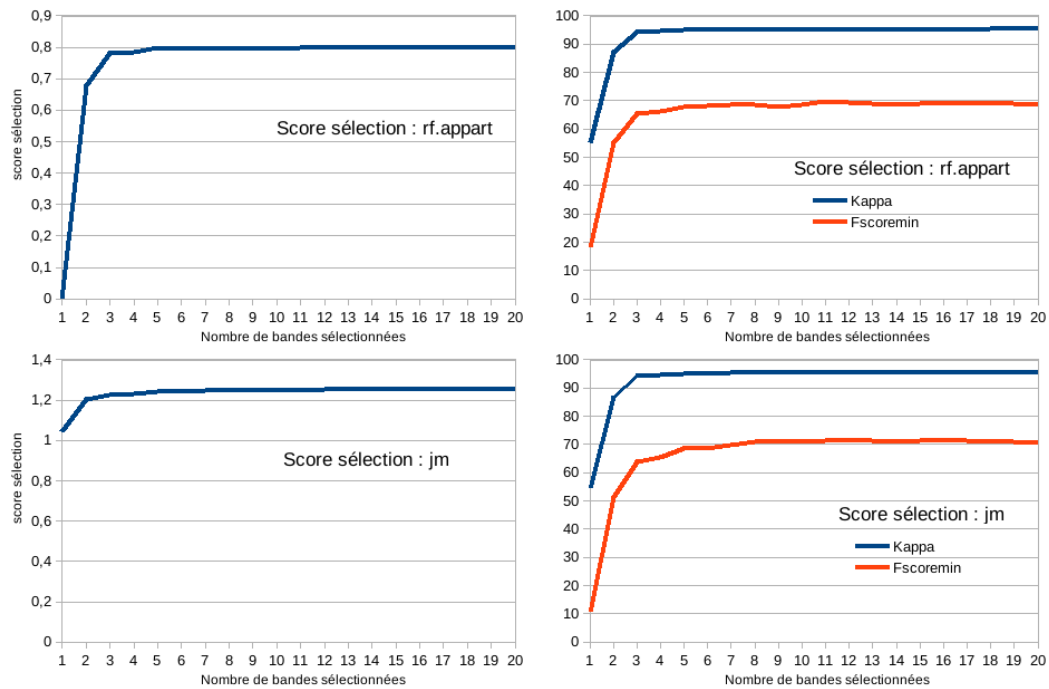 0,9
0,8
0,7
0,6
0,5
0,4
0,3
0,2
0,1
0
score sélection
Score sélection : rf.appart
1 2 3 4 5 6 7 8 9 10 11 12 13 14 15 16 17 18 19 20
Nombre de bandes sélectionnées
100
90
80
70
60
50
40
30
20
10
0
Score sélection : rf.appart
Kappa
Fscoremin
1 2 3 4 5 6 7 8 9 10 11 12 13 14 15 16 17 18 19 20
Nombre de bandes sélectionnées
1,4
1,2
1
0,8
0,6
0,4
0,2
0
score sélection
Score sélection : jm
1 2 3 4 5 6 7 8 9 10 11 12 13 14 15 16 17 18 19 20
Nombre de bandes sélectionnées
100
90
80
70
60
50
40
30
20
10
0
Score sélection : jm
Kappa
Fscoremin
1 2 3 4 5 6 7 8 9 10 11 12 13 14 15 16 17 18 19 20
Nombre de bandes sélectionnées